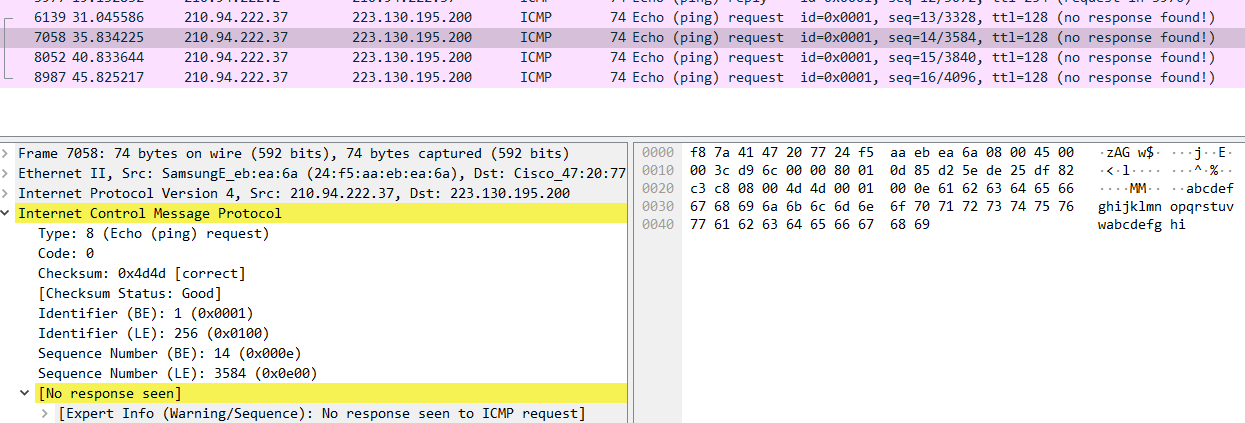 6139 31.045586 210.94.222.37 223.130.195.200 ICMP 74 Echo (ping) request id=0x0001, seq=13/3328, ttl=128 (no response found!)
7058 35.834225 210.94.222.37 223.130.195.200 ICMP 74 Echo (ping) request id=0x0001, seq=14/3584, ttl=128 (no response found!)
8052 40.833644 210.94.222.37 223.130.195.200 ICMP 74 Echo (ping) request id=0x0001, seq=15/3840, ttl=128 (no response found!)
8987 45.825217 210.94.222.37 223.130.195.200 ICMP 74 Echo (ping) request id=0x0001, seq=16/4096, ttl=128 (no response found!)
Frame 7058: 74 bytes on wire (592 bits), 74 bytes captured (592 bits)
Ethernet II, Src: SamsungE_eb:ea:6a (24:f5:aa:eb:ea:6a), Dst: Cisco_47:20:77
Internet Protocol Version 4, Src: 210.94.222.37, Dst: 223.130.195.200
Internet Control Message Protocol
Type: 8 (Echo (ping) request)
Code: 0
Checksum: 0x4d4d [correct]
[Checksum Status: Good]
Identifier (BE): 1 (0x0001)
Identifier (LE): 256 (0x0100)
Sequence Number (BE): 14 (0x000e)
Sequence Number (LE): 3584 (0x0e00)
[No response seen]
[Expert Info (Warning/Sequence): No response seen to ICMP request]
0000 f8 7a 41 47 20 77 24 f5 aa eb ea 6a 08 00 45 00 ·zAG w$· ···j··E·
0010 00 3c d9 6c 00 00 80 01 0d 85 d2 5e de 25 df 82 ·<·l···· ···^·%··
0020 c3 c8 08 00 4d 4d 00 01 00 0e 61 62 63 64 65 66 ····MM·· ··abcdef
0030 67 68 69 6a 6b 6c 6d 6e 6f 70 71 72 73 74 75 76 ghijklmn opqrstuv
0040 77 61 62 63 64 65 66 67 68 69 wabcdefg hi